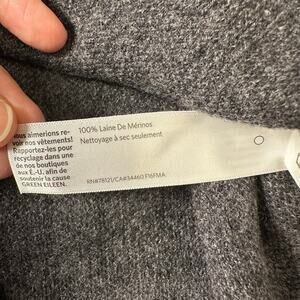 ous aimerions re-
voir nos vêtements!
Rapportez-les pour
recyclage dans une
de nos boutiques
aux É.-U. afin de
soutenir la cause
GREEN EILEEN.
100% Laine De Mérinos
Nettoyage à sec seulement
RN#78121/CA#34460 F16FMA